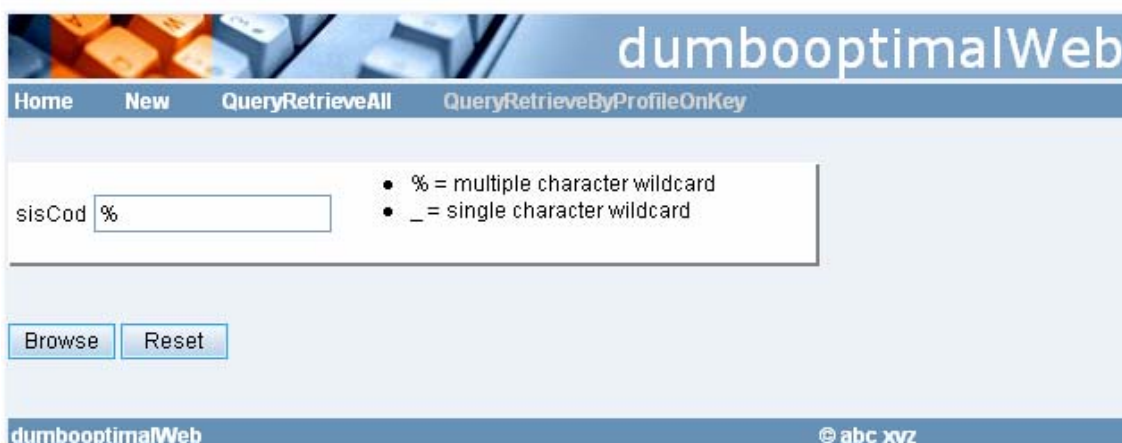 dumbooptimalWeb
Home New QueryRetrieveAll QueryRetrieveByProfileOnKey
sisCod %
• % = multiple character wildcard
• _ = single character wildcard
Browse Reset
dumbooptimalWeb © abc xyz